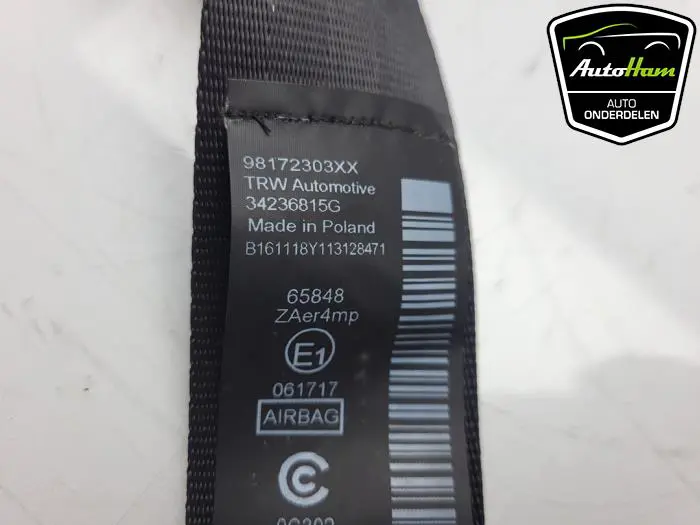 98172303XX
TRW Automotive
34236815G
Made in Poland
B161118Y113128471
65848
ZAer4mp
E1
061717
AIRBAG
C
AutoHam
AUTO
ONDERDELEN